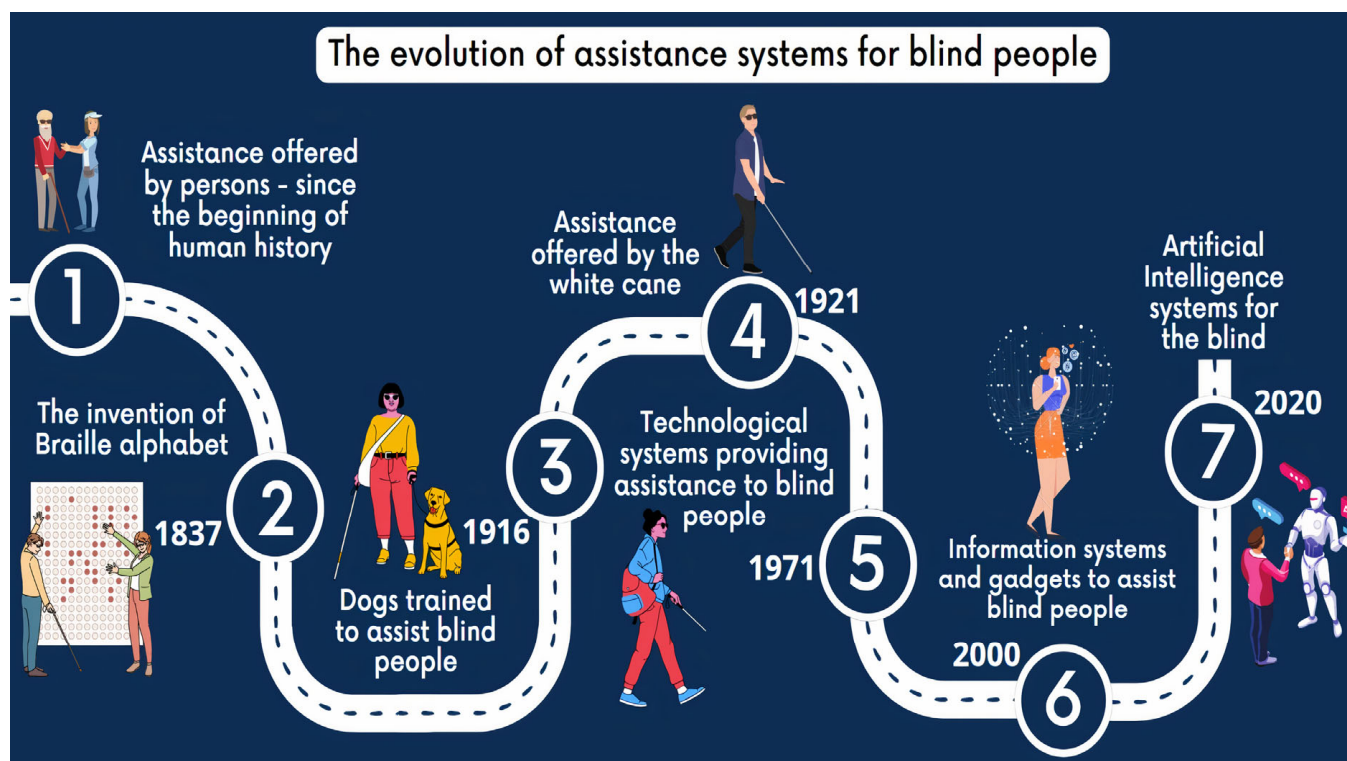 The evolution of assistance systems for blind people
Assistance offered
by persons - since
the beginning of
human history
1
The invention of
Braille alphabet
1837
2
1916
Dogs trained
to assist blind
people
3
Assistance
offered by the
white cane
1921
4
Technological
systems providing
assistance to blind
people
1971
5
Information systems
and gadgets to assist
blind people
2000
6
Artificial
Intelligence
systems for
the blind
2020
7